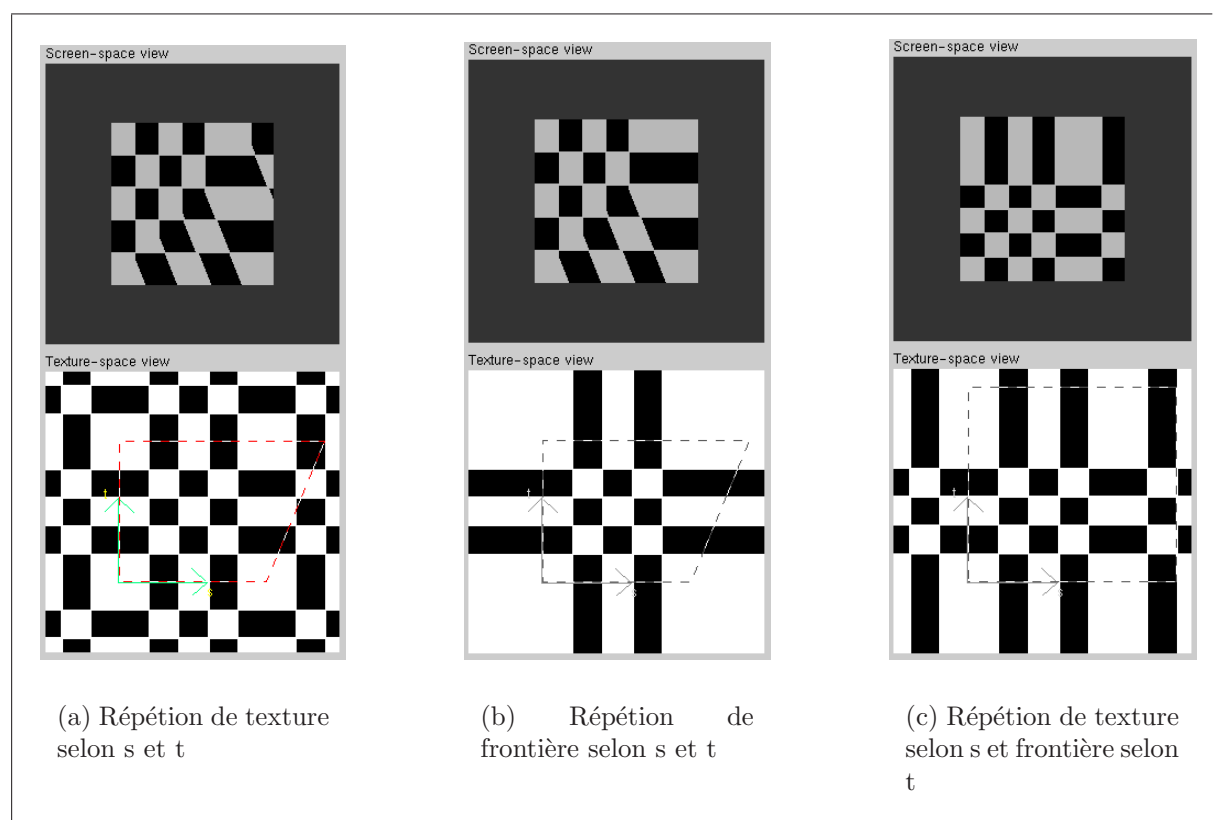 Screen-space view
t
s
Texture-space view
(a) Répétion de texture
selon s et t
Screen-space view
Texture-space view
t
s
(b) Répétion de
frontière selon s et t
Screen-space view
Texture-space view
t
s
(c) Répétion de texture
selon s et frontière selon
t